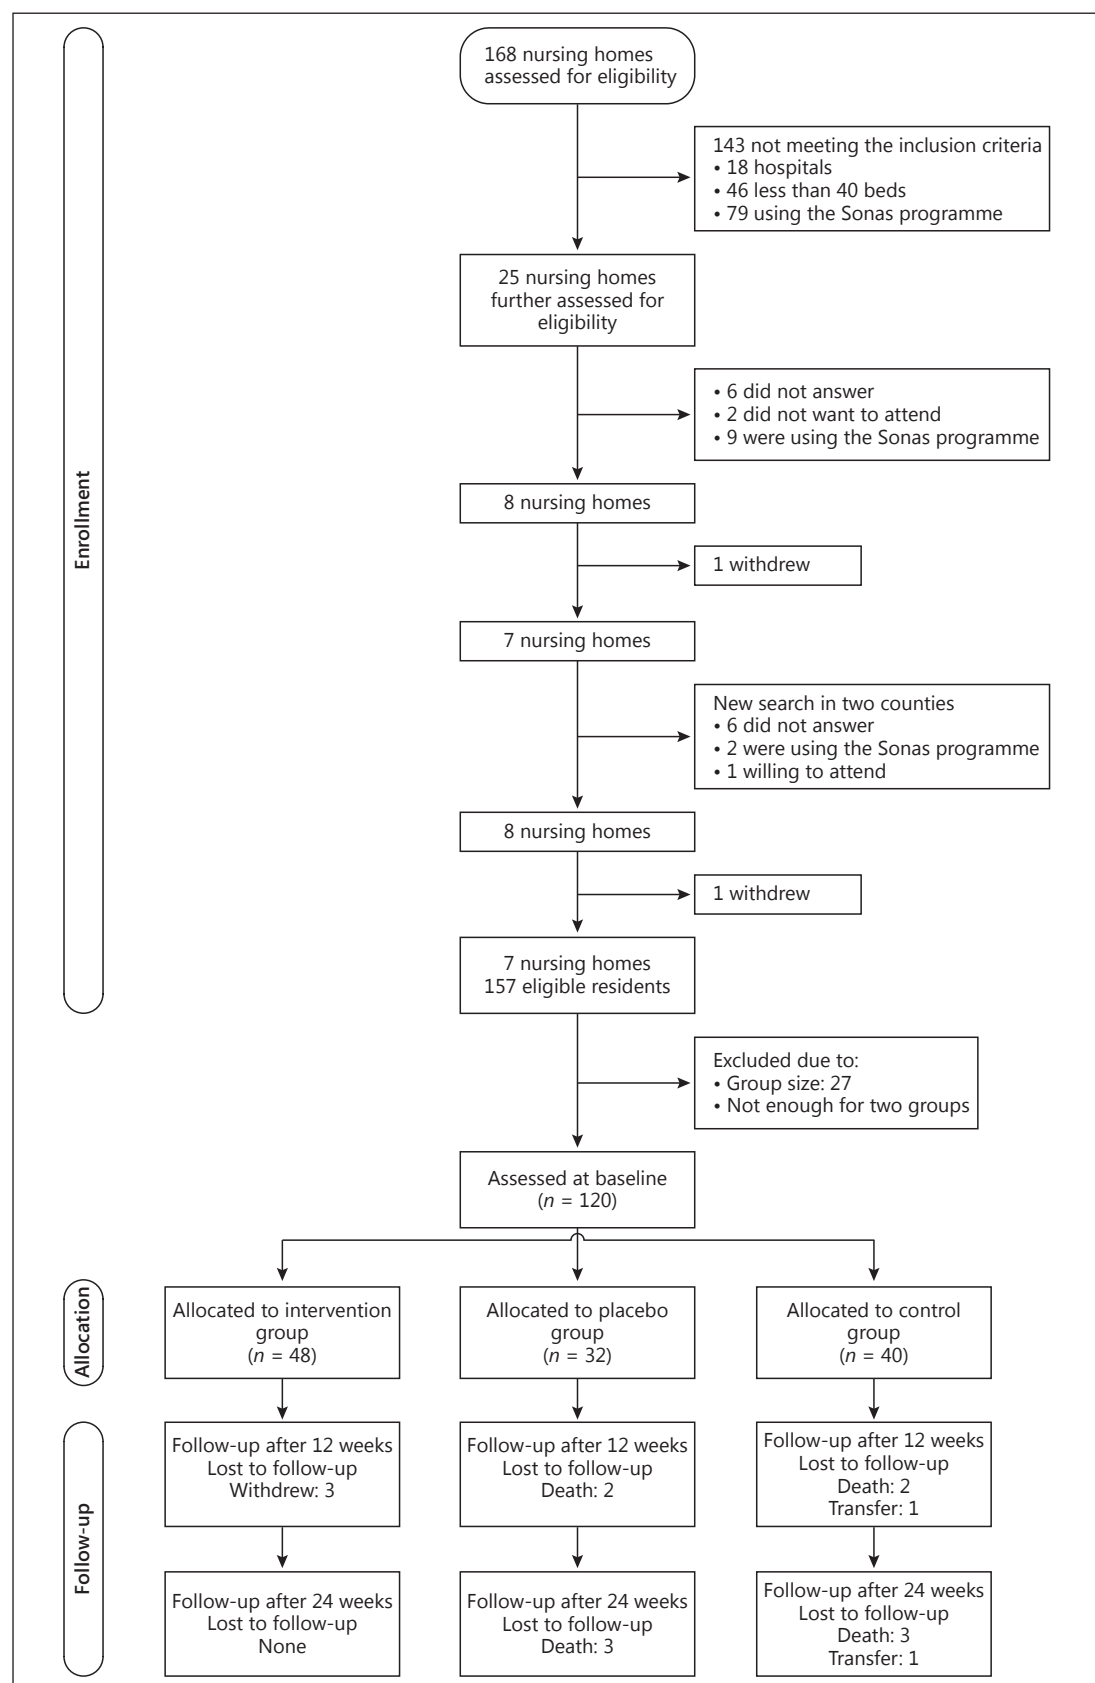 168 nursing homes
assessed for eligibility
143 not meeting the inclusion criteria
• 18 hospitals
• 46 less than 40 beds
• 79 using the Sonas programme
25 nursing homes
further assessed for
eligibility
• 6 did not answer
• 2 did not want to attend
• 9 were using the Sonas programme
Enrollment
8 nursing homes
1 withdrew
7 nursing homes
New search in two counties
• 6 did not answer
• 2 were using the Sonas programme
• 1 willing to attend
8 nursing homes
1 withdrew
7 nursing homes
157 eligible residents
Excluded due to:
• Group size: 27
• Not enough for two groups
Assessed at baseline
(n = 120)
Allocation
Allocated to intervention
group
(n = 48)
Allocated to placebo
group
(n = 32)
Allocated to control
group
(n = 40)
Follow-up
Follow-up after 12 weeks
Lost to follow-up
Withdrew: 3
Follow-up after 12 weeks
Lost to follow-up
Death: 2
Follow-up after 12 weeks
Lost to follow-up
Death: 2
Transfer: 1
Follow-up after 24 weeks
Lost to follow-up
None
Follow-up after 24 weeks
Lost to follow-up
Death: 3
Follow-up after 24 weeks
Lost to follow-up
Death: 3
Transfer: 1